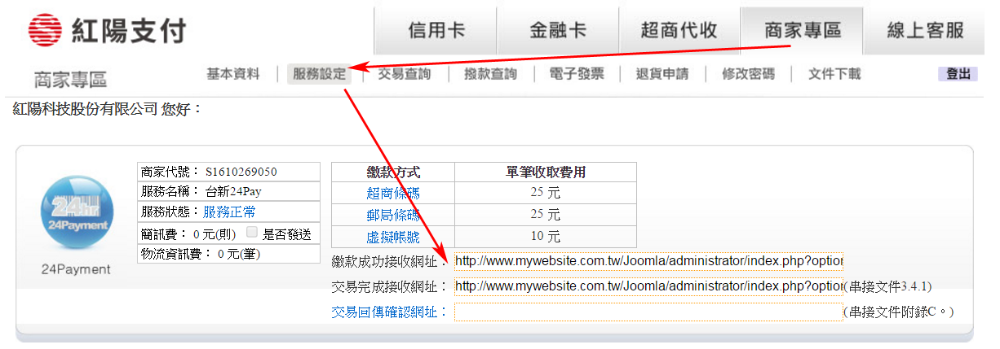 紅陽支付
信用卡 金融卡 超商代收 商家專區 線上客服
商家專區 基本資料 服務設定 交易查詢 撥款查詢 電子發票 退貨申請 修改密碼 文件下載 登出
紅陽科技股份有限公司 您好：
24hr
24Payment
24Payment
商家代號： S1610269050
服務名稱： 台新24Pay
服務狀態：服務正常
簡訊費： 0 元(則) 是否發送
物流資訊費： 0 元(筆)
繳款方式 單筆收取費用
超商條碼 25 元
郵局條碼 25 元
虛擬帳號 10 元
繳款成功接收網址： http://www.mywebsite.com.tw/Joomla/administrator/index.php?option
交易完成接收網址： http://www.mywebsite.com.tw/Joomla/administrator/index.php?option(串接文件3.4.1)
交易回傳確認網址： (串接文件附錄C。)